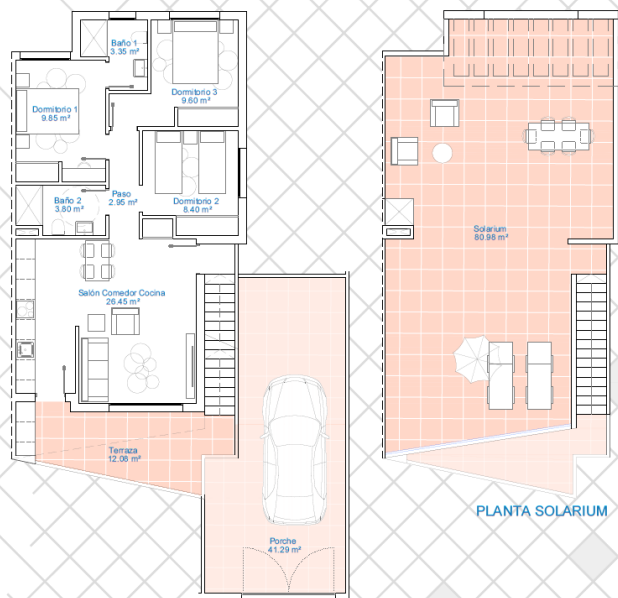 Baño 1
3.35 m²
Dormitorio 3
9.60 m²
Dormitorio 1
9.85 m²
Paso
2.95 m²
Baño 2
3.80 m²
Dormitorio 2
8.40 m²
Salón Comedor Cocina
26.45 m²
Terraza
12.08 m²
Porche
41.29 m²
Solarium
80.98 m²
PLANTA SOLARIUM